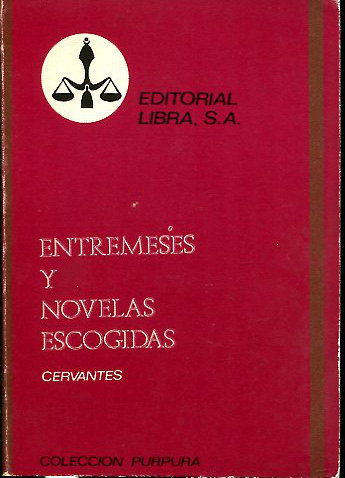 EDITORIAL
LIBRA, S.A.
ENTREMESES
Y
NOVELAS
ESCOGIDAS
CERVANTES
COLECCION PURPURA